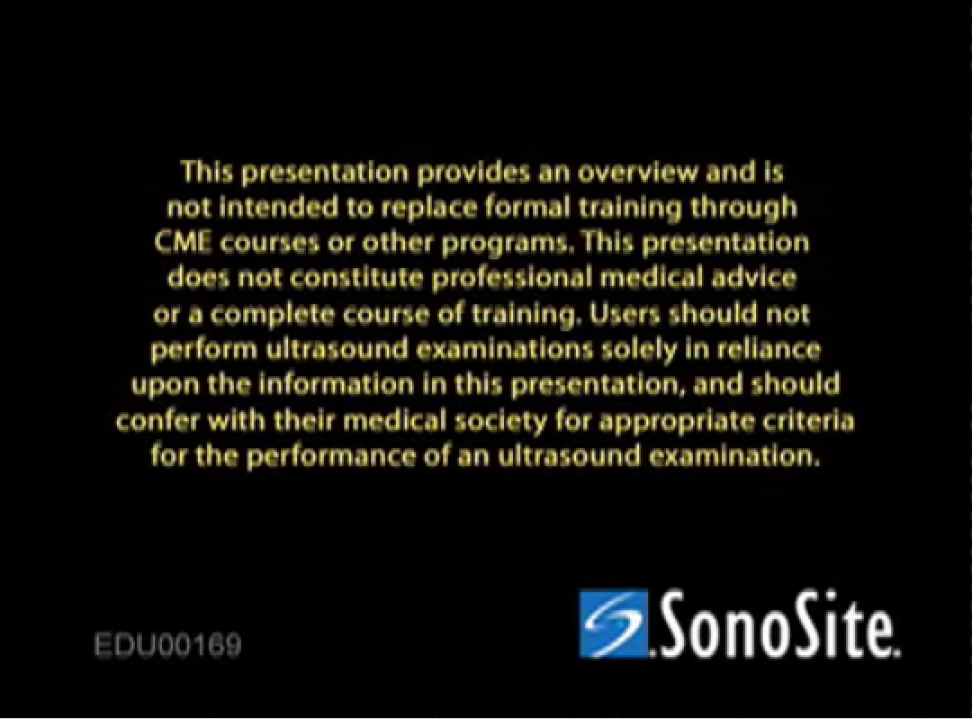 This presentation provides an overview and is
not intended to replace formal training through
CME courses or other programs. This presentation
does not constitute professional medical advice
or a complete course of training. Users should not
perform ultrasound examinations solely in reliance
upon the information in this presentation, and should
confer with their medical society for appropriate criteria
for the performance of an ultrasound examination.
EDU00169
SonoSite.